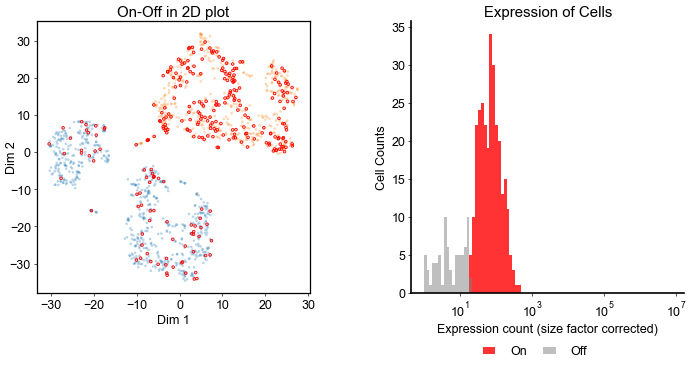 On-Off in 2D plot
30
20
10
0
−10
−20
−30
Dim 2
−30 −20 −10 0 10 20 30
Dim 1
Expression of Cells
35
30
25
20
15
10
5
0
Cell Counts
10^1 10^3 10^5 10^7
Expression count (size factor corrected)
On Off